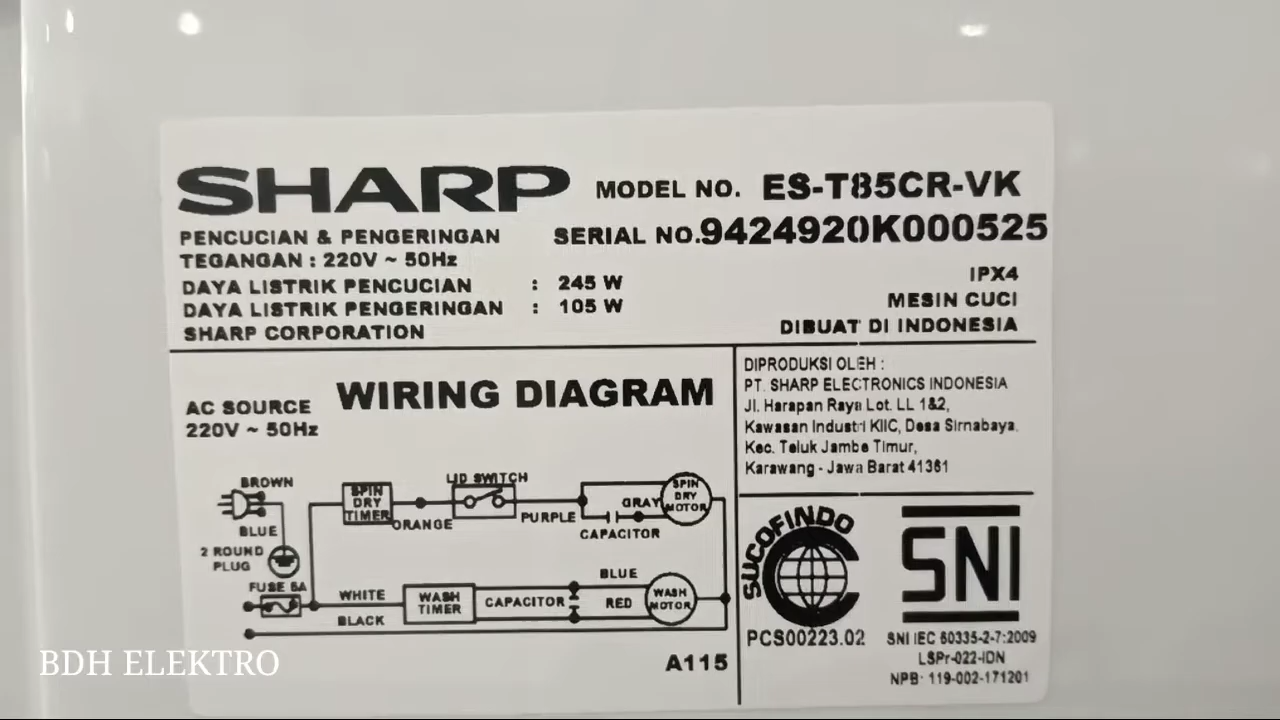 SHARP MODEL NO. ES-T85CR-VK
PENCUCIAN & PENGERINGAN SERIAL NO.9424920K000525
TEGANGAN : 220V ~ 50Hz
DAYA LISTRIK PENCUCIAN : 245 W
DAYA LISTRIK PENGERINGAN : 105 W
SHARP CORPORATION
IPX4
MESIN CUCI
DIBUAT DI INDONESIA
WIRING DIAGRAM
AC SOURCE
220V ~ 50Hz
BROWN
BLUE
2 ROUND
PLUG
FUSE 5A
SPIN
DRY
TIMER
ORANGE
LID SWITCH
PURPLE
GRAY
CAPACITOR
SPIN
DRY
MOTOR
WHITE
BLACK
WASH
TIMER
CAPACITOR
BLUE
RED
WASH
MOTOR
A115
DIPRODUKSI OLEH :
PT. SHARP ELECTRONICS INDONESIA
Jl. Harapan Raya Lot. LL 1&2,
Kawasan Industri KIIC, Desa Sirnabaya,
Kec. Teluk Jambe Timur,
Karawang - Jawa Barat 41361
SUCOFINDO
PCS00223.02
SNI
SNI IEC 60335-2-7:2009
LSPr-022-IDN
NPB: 119-002-171201
BDH ELEKTRO